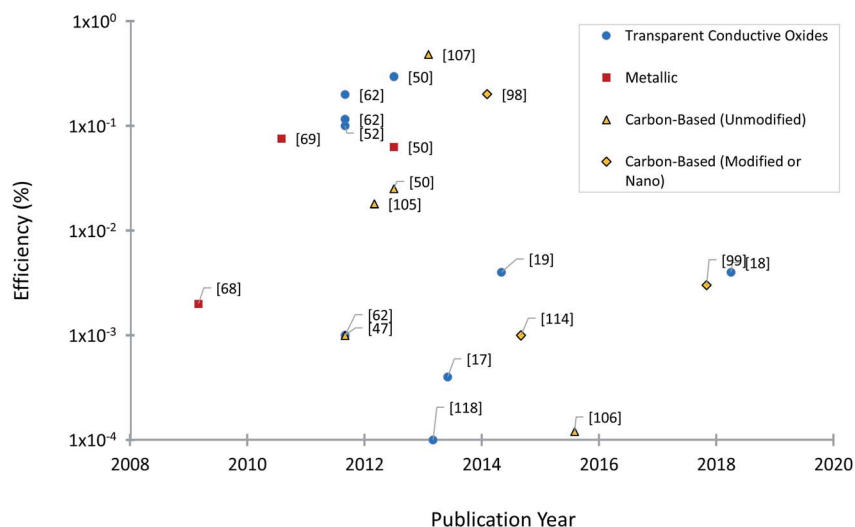 1x10⁰
1x10⁻¹
1x10⁻²
1x10⁻³
1x10⁻⁴
Efficiency (%)
2008 2010 2012 2014 2016 2018 2020
Publication Year
Transparent Conductive Oxides
Metallic
Carbon-Based (Unmodified)
Carbon-Based (Modified or
Nano)
[107]
[50]
[62]
[98]
[62]
[52]
[69]
[50]
[50]
[105]
[19]
[99]
[18]
[68]
[62]
[47]
[114]
[17]
[118]
[106]